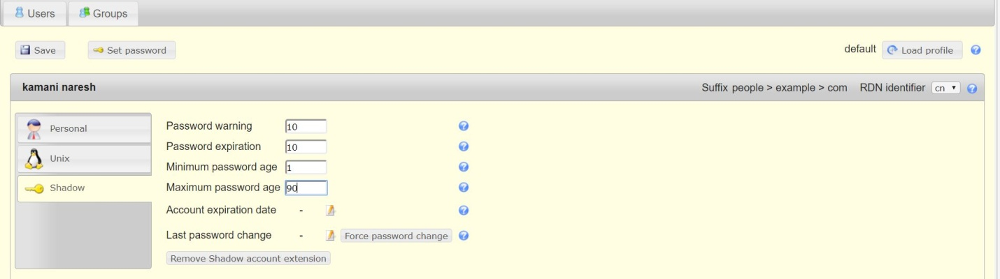 Users Groups
Save Set password default Load profile
kamani naresh Suffix people > example > com RDN identifier cn
Personal
Unix
Shadow
Password warning 10
Password expiration 10
Minimum password age 1
Maximum password age 90
Account expiration date -
Last password change - Force password change
Remove Shadow account extension